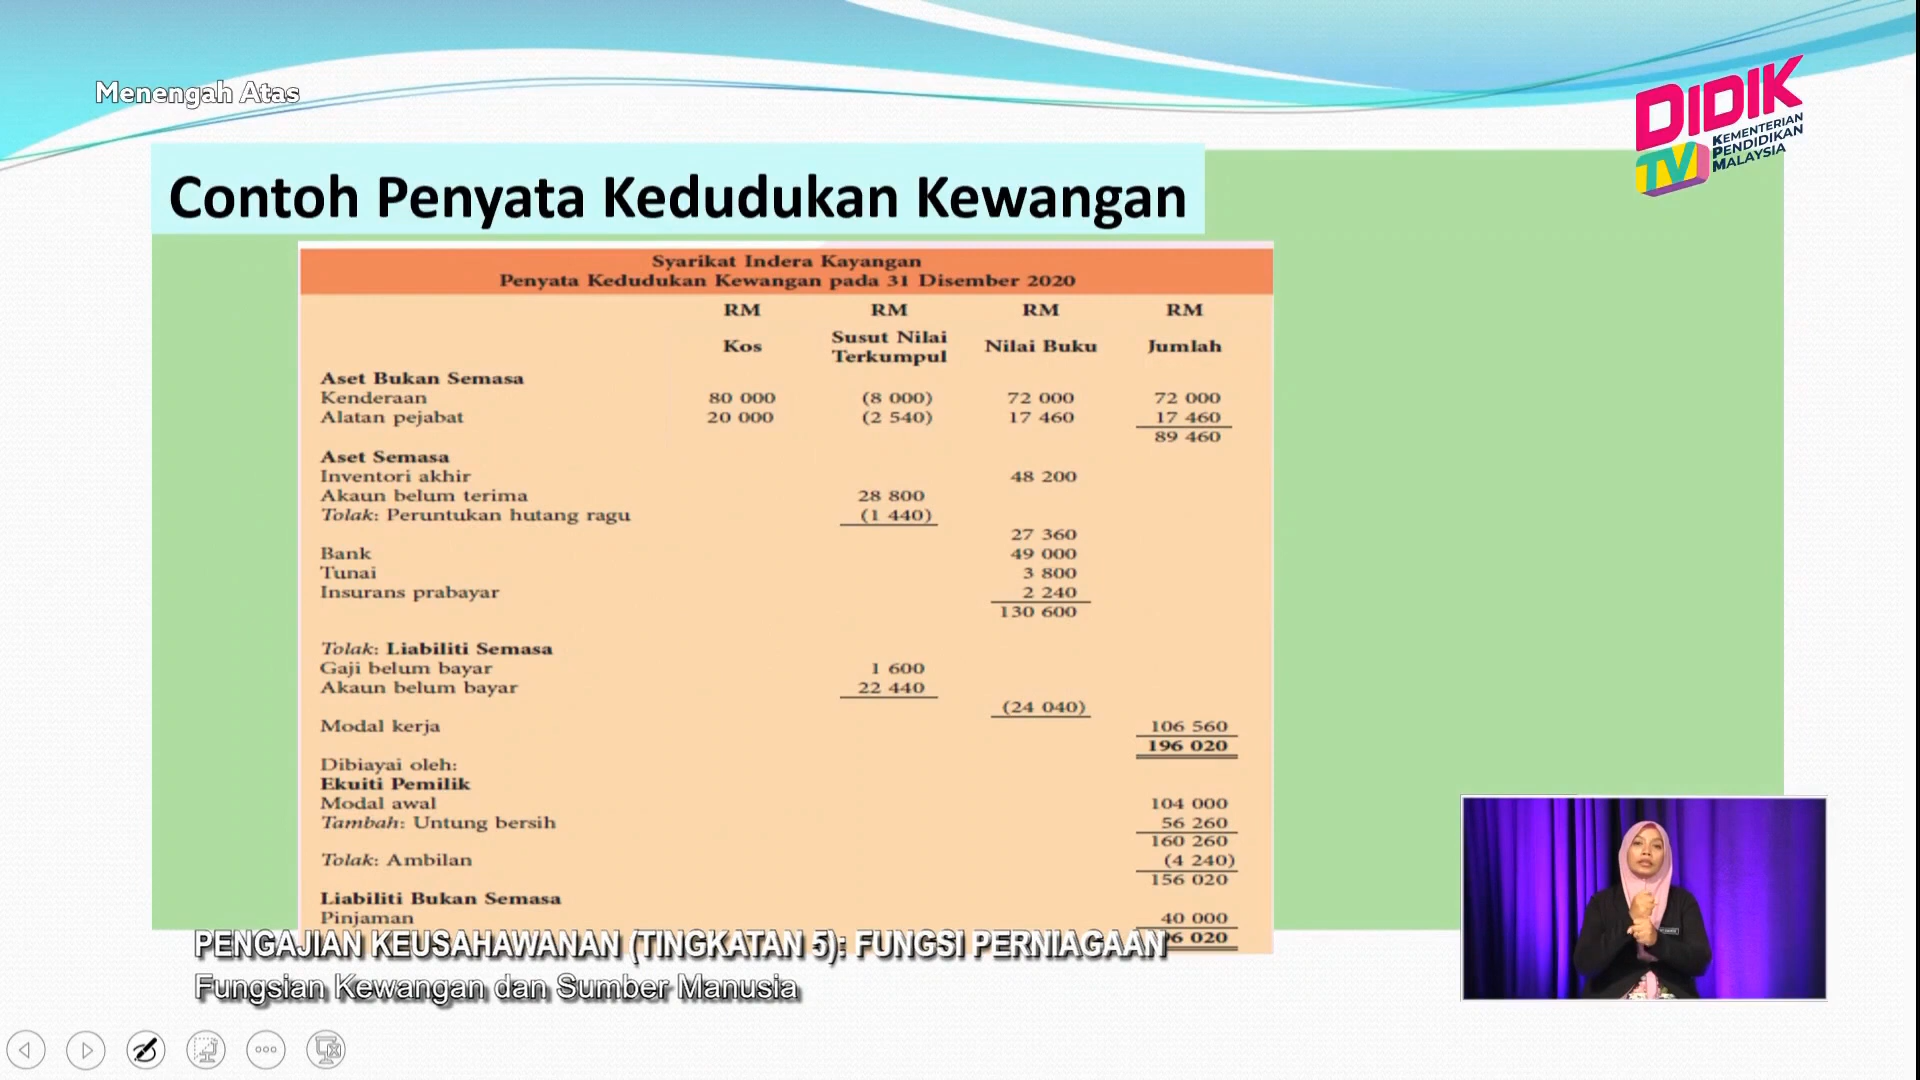 Menengah Atas
DIDIK
TV
KEMENTERIAN
PENDIDIKAN
MALAYSIA
Contoh Penyata Kedudukan Kewangan
Syarikat Indera Kayangan
Penyata Kedudukan Kewangan pada 31 Disember 2020
RM RM RM RM
Kos Susut Nilai Terkumpul Nilai Buku Jumlah
Aset Bukan Semasa
Kenderaan 80 000 (8 000) 72 000 72 000
Alatan pejabat 20 000 (2 540) 17 460 17 460
89 460
Aset Semasa
Inventori akhir 48 200
Akaun belum terima 28 800
Tolak: Peruntukan hutang ragu (1 440)
27 360
Bank 49 000
Tunai 3 800
Insurans prabayar 2 240
130 600
Tolak: Liabiliti Semasa
Gaji belum bayar 1 600
Akaun belum bayar 22 440
(24 040)
Modal kerja 106 560
196 020
Dibiayai oleh:
Ekuiti Pemilik
Modal awal 104 000
Tambah: Untung bersih 56 260
160 260
Tolak: Ambilan (4 240)
156 020
Liabiliti Bukan Semasa
Pinjaman 40 000
PENGAJIAN KEUSAHAWANAN (TINGKATAN 5): FUNGSI PERNIAGAAN
6 020
Fungsian Kewangan dan Sumber Manusia